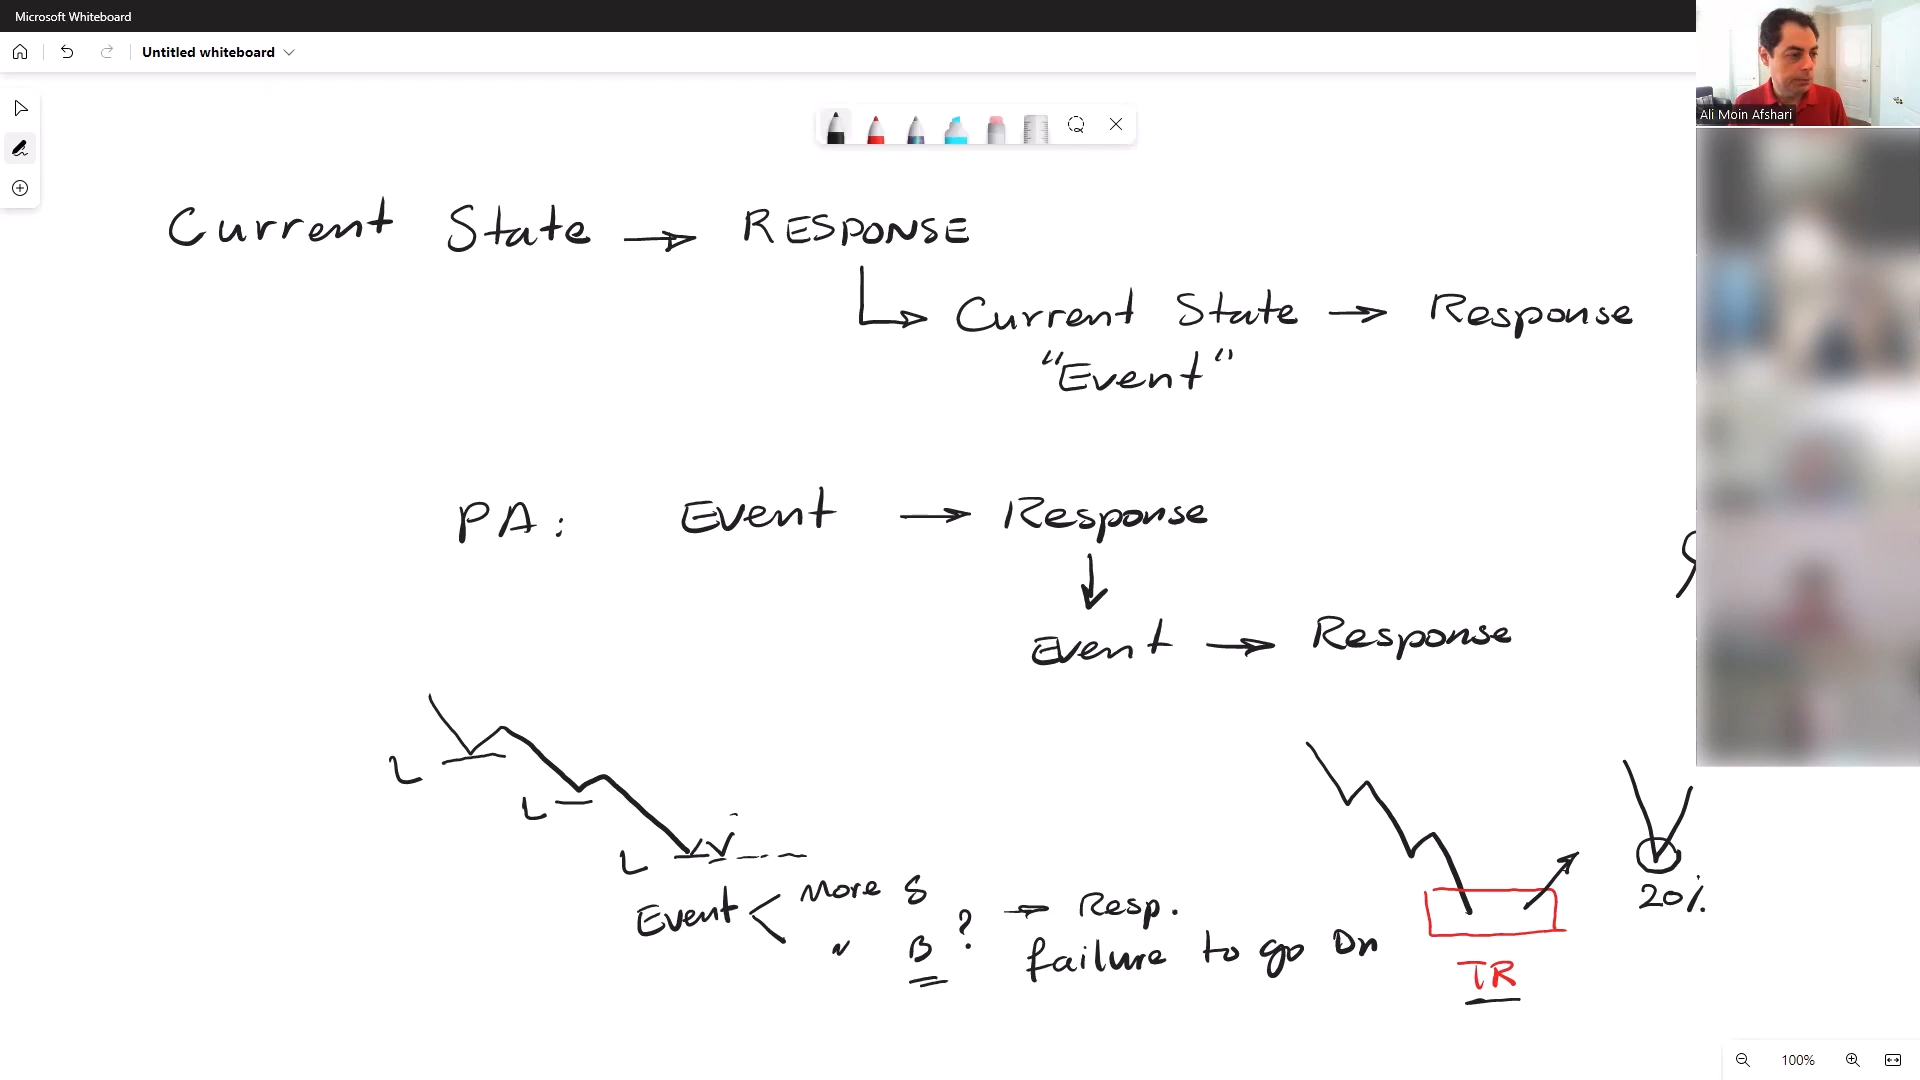 Microsoft Whiteboard
Untitled whiteboard
Ali Moin Afshari
Current State → RESPONSE
Current State → Response
"Event"
PA: Event → Response
Event → Response
L
L
L
Event < More S
" B ? → Resp.
failure to go Dn
TR
20%
100%